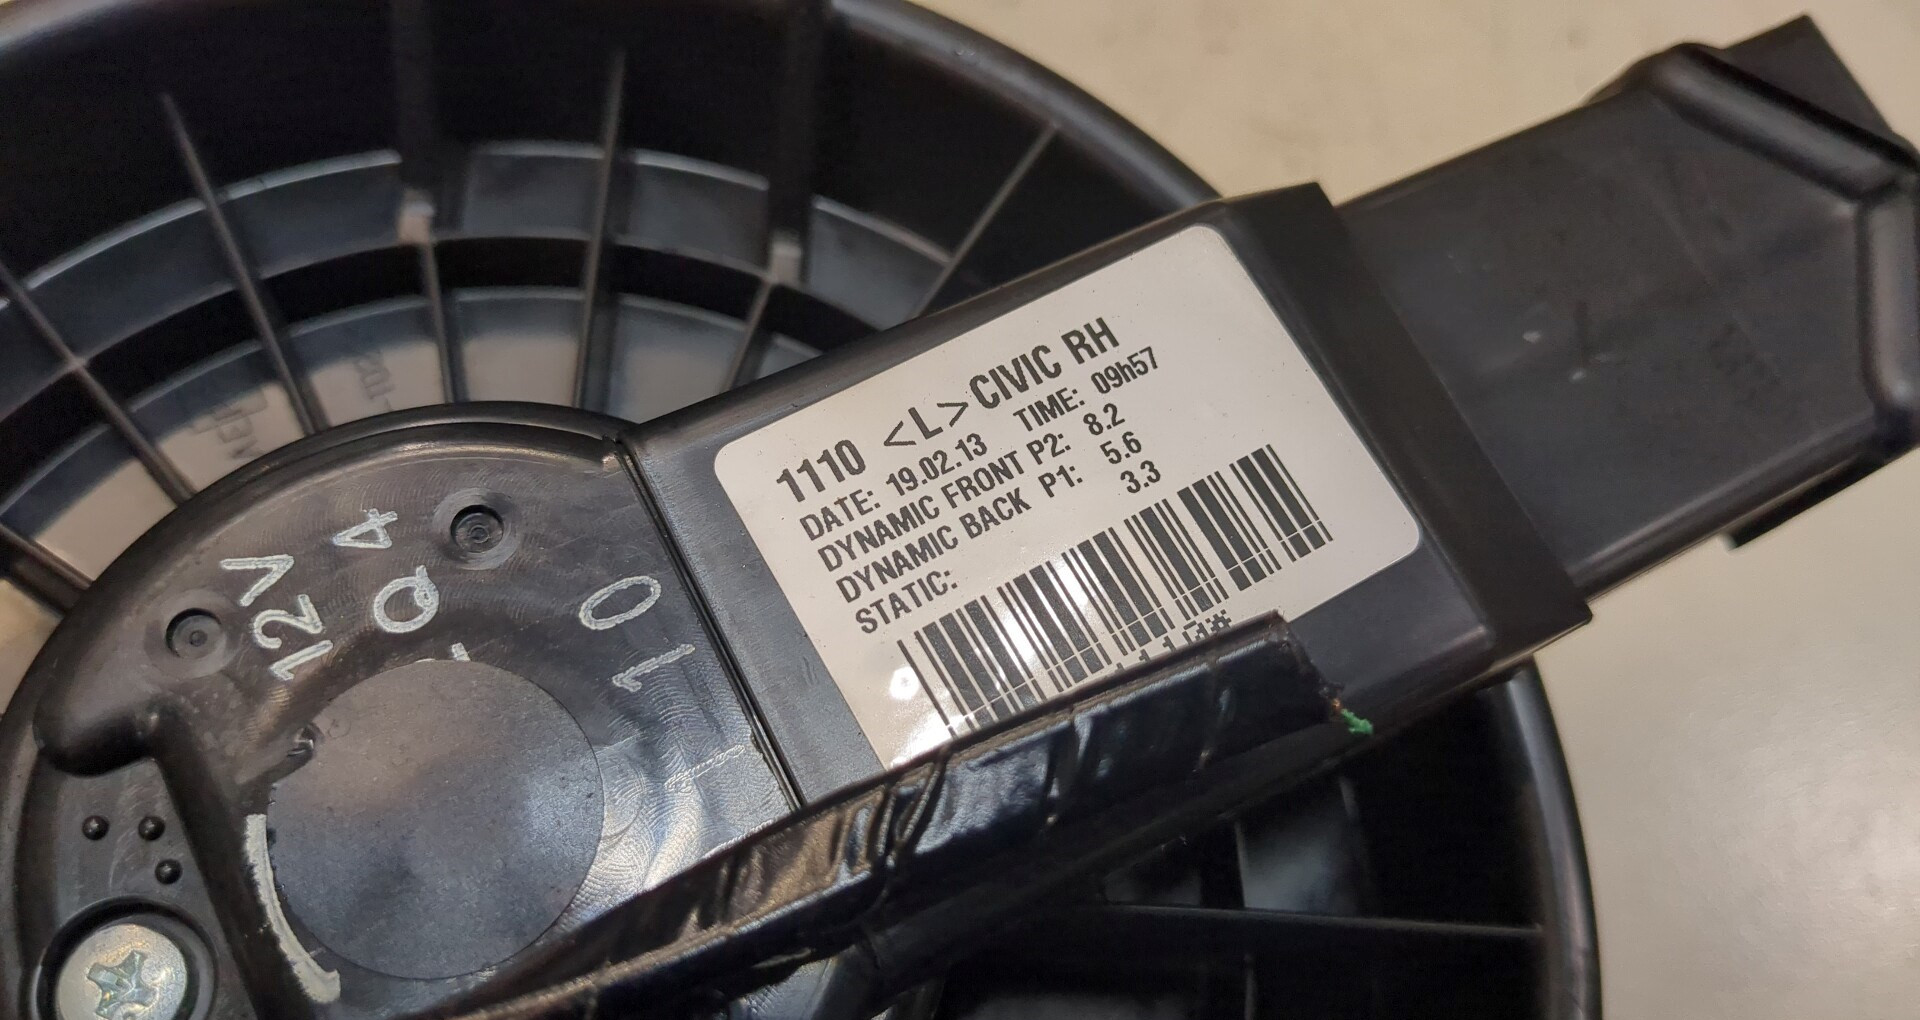 1110 <L> CIVIC RH
DATE: 19.02.13 TIME: 09h57
DYNAMIC FRONT P2: 8.2
DYNAMIC BACK P1: 5.6
STATIC: 3.3
12V
Q4
10